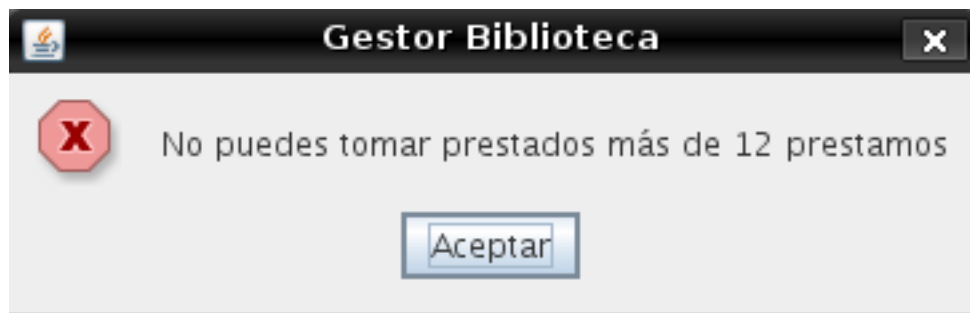 Gestor Biblioteca
No puedes tomar prestados más de 12 prestamos
Aceptar